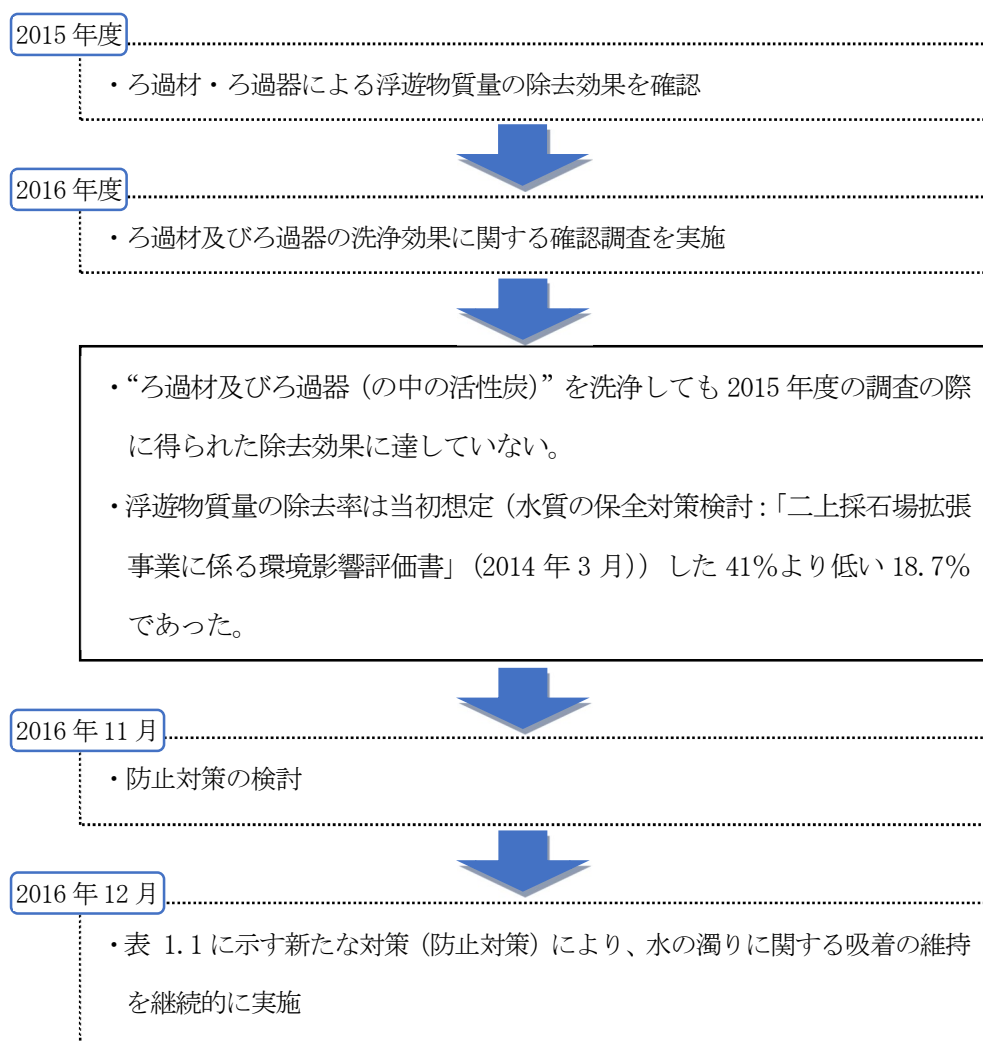 2015 年度
・ろ過材・ろ過器による浮遊物質量の除去効果を確認
2016 年度
・ろ過材及びろ過器の洗浄効果に関する確認調査を実施
・“ろ過材及びろ過器（の中の活性炭）”を洗浄しても 2015 年度の調査の際
に得られた除去効果に達していない。
・浮遊物質量の除去率は当初想定（水質の保全対策検討：「二上採石場拡張
事業に係る環境影響評価書」（2014 年 3 月））した 41％より低い 18.7％
であった。
2016 年 11 月
・防止対策の検討
2016 年 12 月
・表 1.1 に示す新たな対策（防止対策）により、水の濁りに関する吸着の維持
を継続的に実施